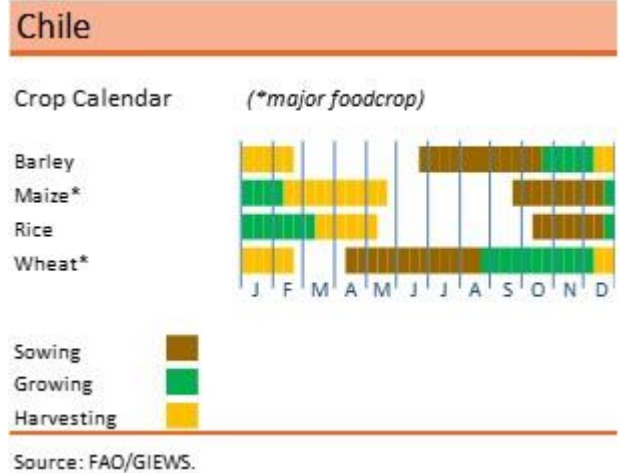 Chile
Crop Calendar (*major foodcrop)
Barley
Maize*
Rice
Wheat*
J F M A M J J A S O N D
Sowing
Growing
Harvesting
Source: FAO/GIEWS.